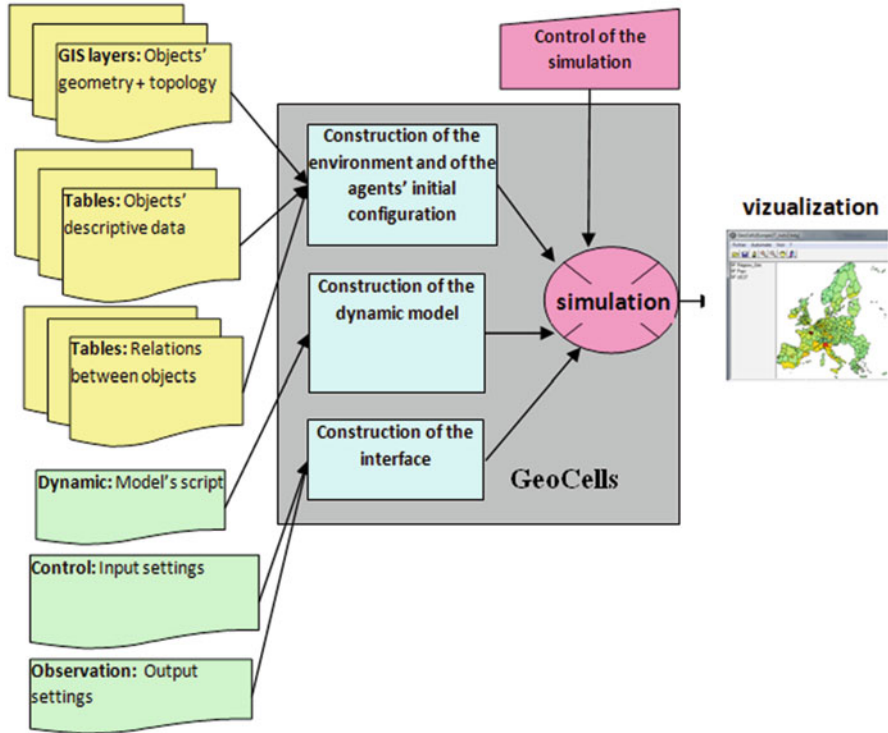 GIS layers: Objects'
geometry + topology
Control of the
simulation
Construction of the
environment and of the
agents' initial
configuration
Tables: Objects'
descriptive data
vizualization
Construction of the
dynamic model
simulation
Tables: Relations
between objects
Construction of the
interface
GeoCells
Dynamic: Model's script
Control: Input settings
Observation: Output
settings